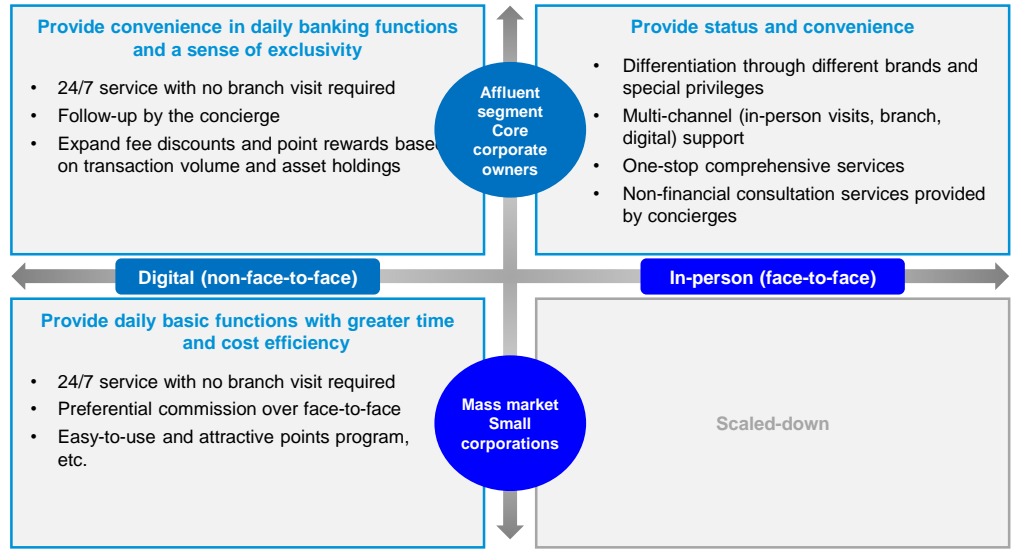 Provide convenience in daily banking functions
and a sense of exclusivity
• 24/7 service with no branch visit required
• Follow-up by the concierge
• Expand fee discounts and point rewards based
on transaction volume and asset holdings
Affluent
segment
Core
corporate
owners
Provide status and convenience
• Differentiation through different brands and
special privileges
• Multi-channel (in-person visits, branch,
digital) support
• One-stop comprehensive services
• Non-financial consultation services provided
by concierges
Digital (non-face-to-face)
In-person (face-to-face)
Provide daily basic functions with greater time
and cost efficiency
• 24/7 service with no branch visit required
• Preferential commission over face-to-face
• Easy-to-use and attractive points program,
etc.
Mass market
Small
corporations
Scaled-down